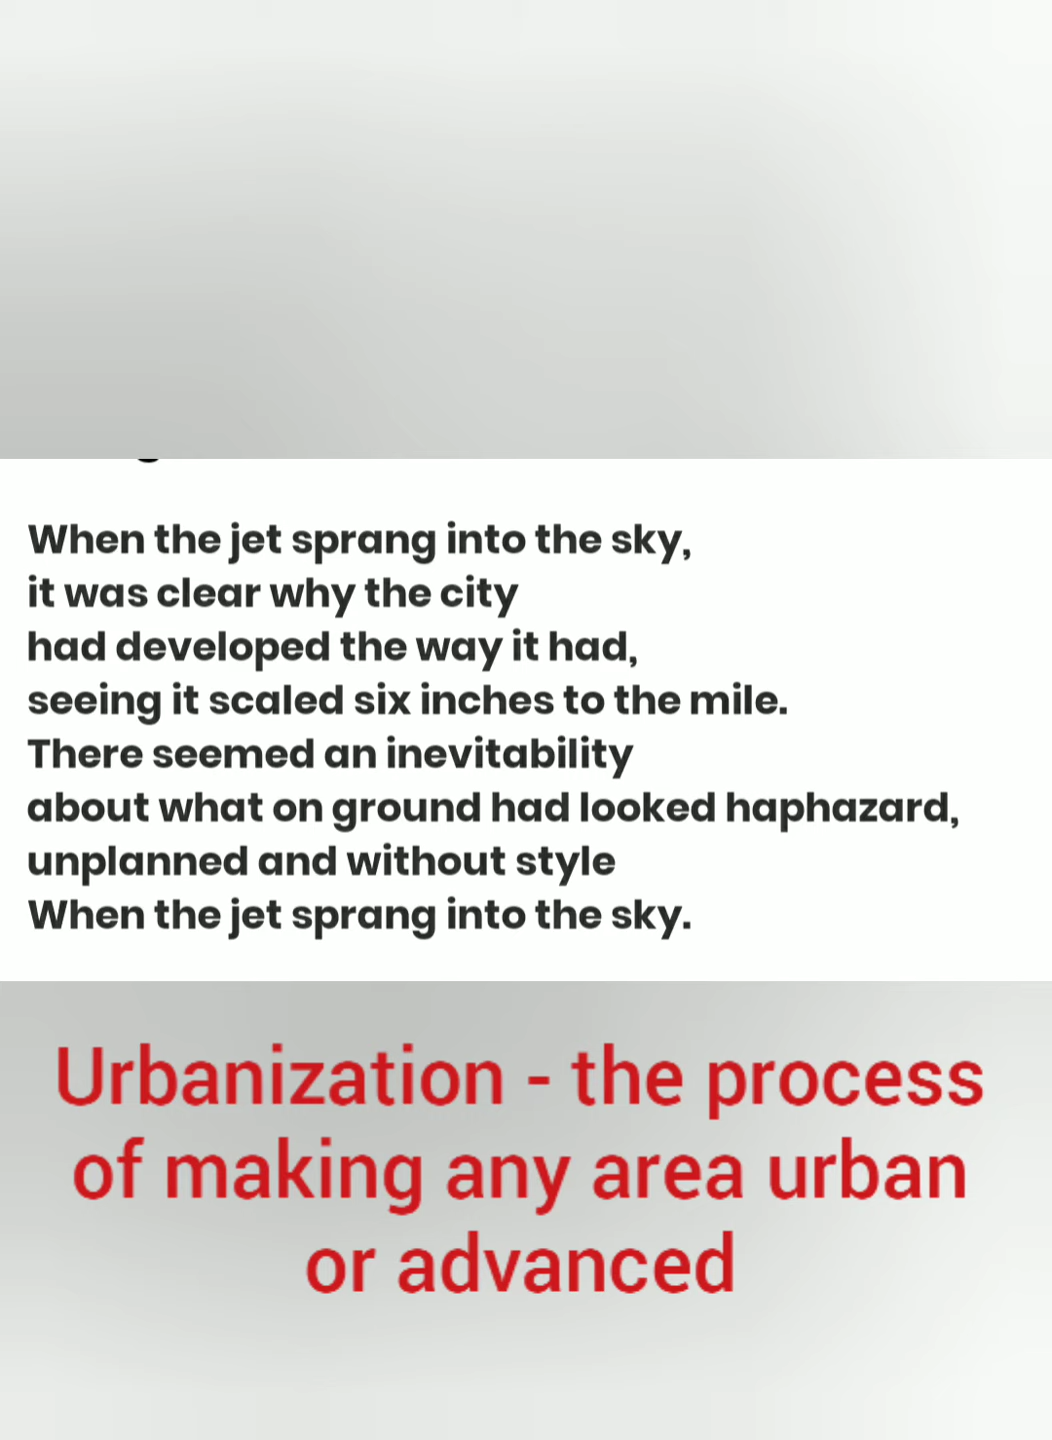 When the jet sprang into the sky,
it was clear why the city
had developed the way it had,
seeing it scaled six inches to the mile.
There seemed an inevitability
about what on ground had looked haphazard,
unplanned and without style
When the jet sprang into the sky.
Urbanization - the process
of making any area urban
or advanced